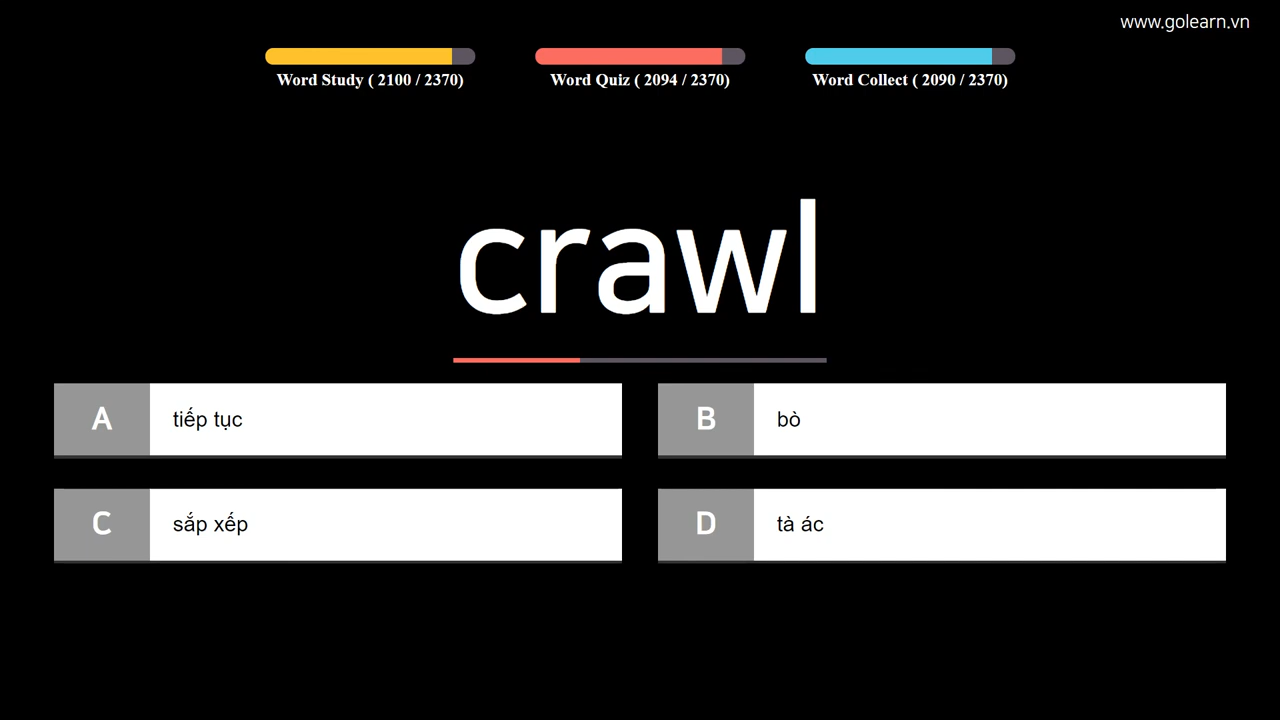 www.golearn.vn
Word Study ( 2100 / 2370)
Word Quiz ( 2094 / 2370)
Word Collect ( 2090 / 2370)
crawl
A tiếp tục
B bò
C sắp xếp
D tà ác